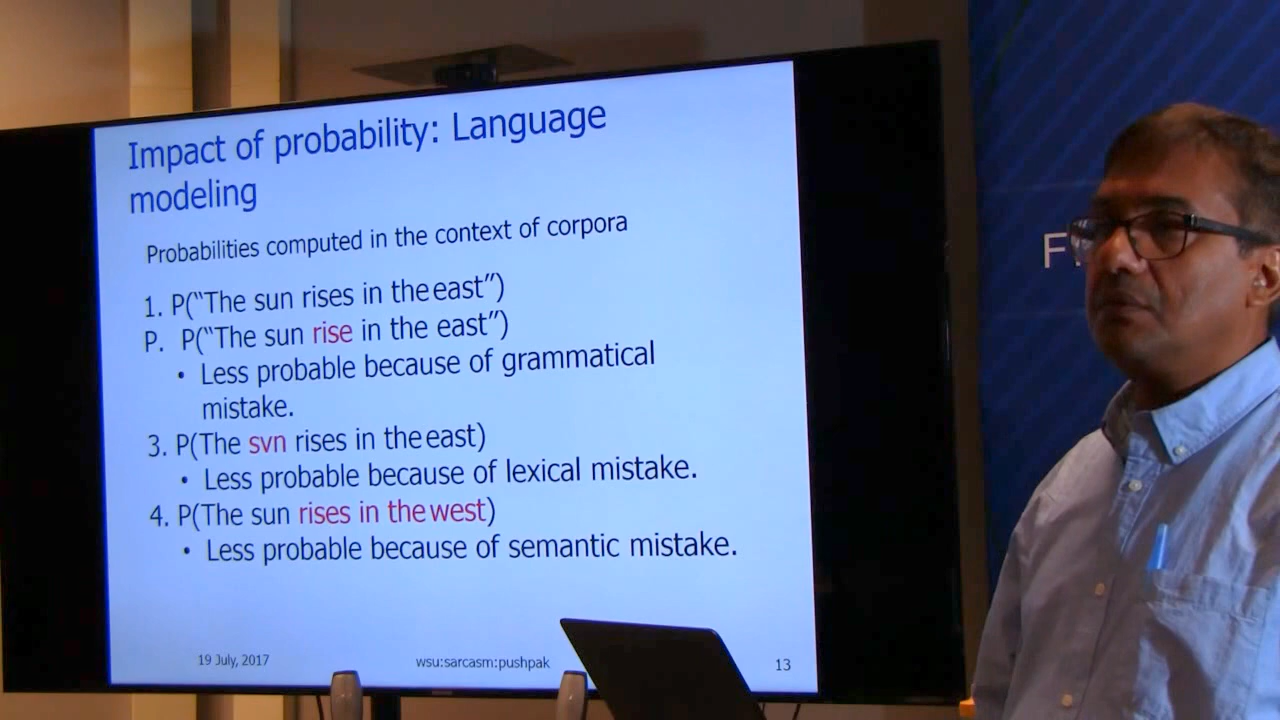 Impact of probability: Language
modeling
Probabilities computed in the context of corpora
1. P(“The sun rises in the east”)
P. P(“The sun rise in the east”)
• Less probable because of grammatical
mistake.
3. P(The svn rises in the east)
• Less probable because of lexical mistake.
4. P(The sun rises in the west)
• Less probable because of semantic mistake.
19 July, 2017
wsu:sarcasm:pushpak
13